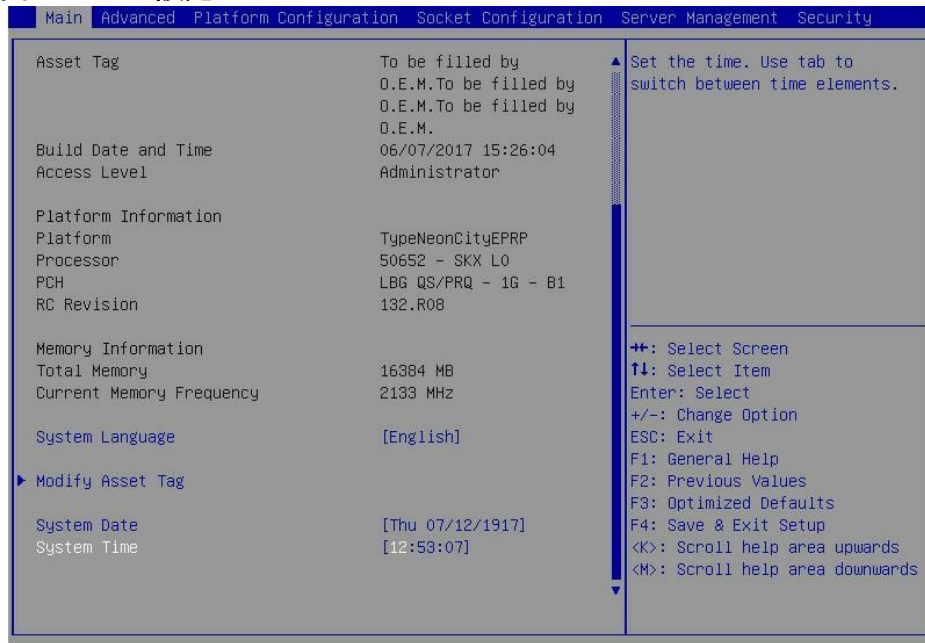 Main Advanced Platform Configuration Socket Configuration Server Management Security
Asset Tag To be filled by
O.E.M.To be filled by
O.E.M.To be filled by
O.E.M.
Build Date and Time 06/07/2017 15:26:04
Access Level Administrator
Platform Information
Platform TypeNeonCityEPRP
Processor 50652 - SKX L0
PCH LBG QS/PRQ - 1G - B1
RC Revision 132.R08
Memory Information
Total Memory 16384 MB
Current Memory Frequency 2133 MHz
System Language [English]
Modify Asset Tag
System Date [Thu 07/12/1917]
System Time [12:53:07]
Set the time. Use tab to
switch between time elements.
→←: Select Screen
↑↓: Select Item
Enter: Select
+/-: Change Option
ESC: Exit
F1: General Help
F2: Previous Values
F3: Optimized Defaults
F4: Save & Exit Setup
<K>: Scroll help area upwards
<M>: Scroll help area downwards